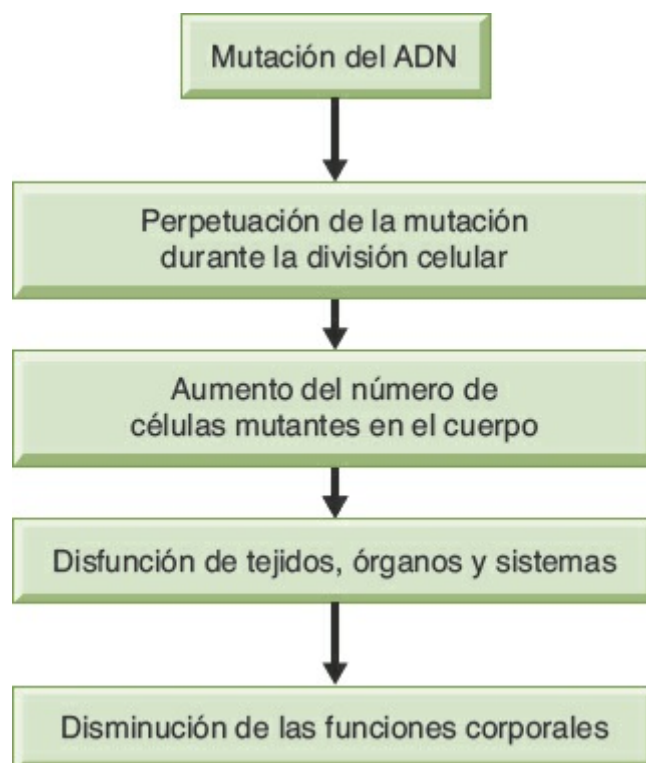 Mutación del ADN
Perpetuación de la mutación
durante la división celular
Aumento del número de
células mutantes en el cuerpo
Disfunción de tejidos, órganos y sistemas
Disminución de las funciones corporales